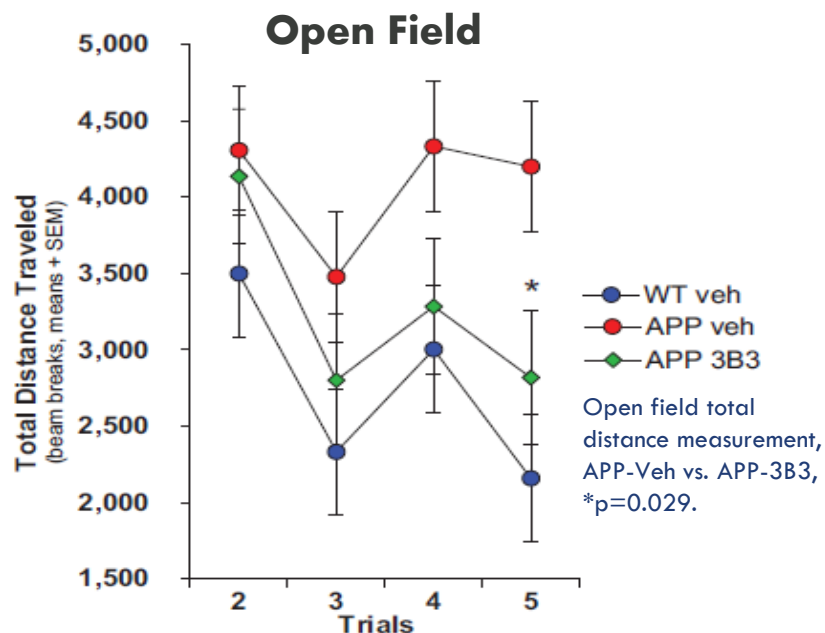 Open Field
5,000
4,500
4,000
3,500
3,000
2,500
2,000
1,500
Total Distance Traveled
(beam breaks, means + SEM)
2 3 4 5
Trials
*
WT veh
APP veh
APP 3B3
Open field total
distance measurement,
APP-Veh vs. APP-3B3,
*p=0.029.